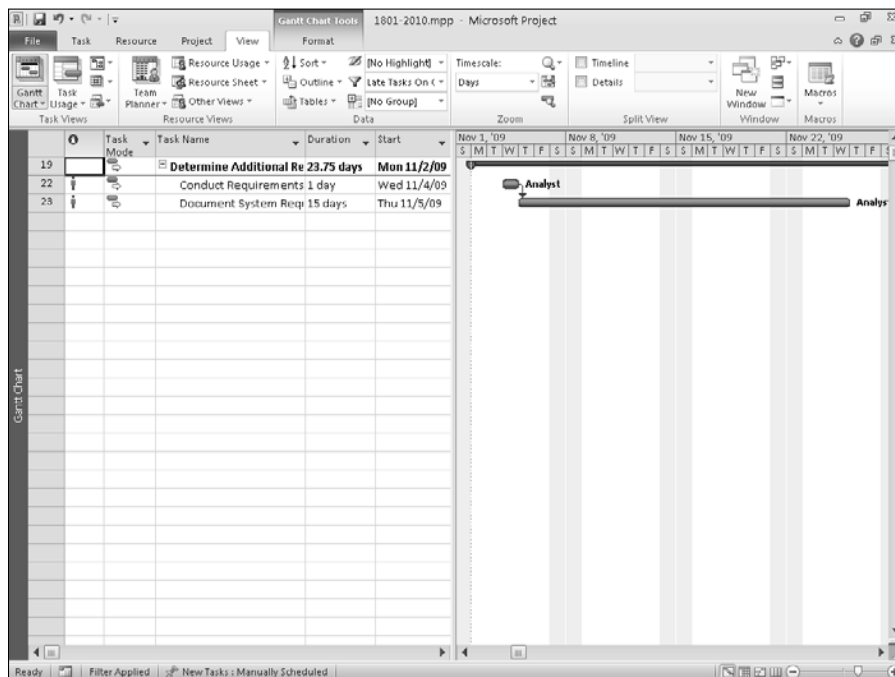 Gantt Chart Tools 1801-2010.mpp - Microsoft Project
File Task Resource Project View Format
Gantt Chart Task Usage Team Planner Resource Usage Resource Sheet Other Views Sort Outline Tables [No Highlight] Late Tasks On ( [No Group] Timescale: Days Timeline Details New Window Macros
Task Views Resource Views Data Zoom Split View Window Macros
Task Mode Task Name Duration Start Nov 1, '09 Nov 8, '09 Nov 15, '09 Nov 22, '09
S M T W T F S S M T W T F S S M T W T F S S M T W T F S
19 Determine Additional Re 23.75 days Mon 11/2/09
22 Conduct Requirements 1 day Wed 11/4/09 Analyst
23 Document System Requ 15 days Thu 11/5/09 Analys
Gantt Chart
Ready Filter Applied New Tasks : Manually Scheduled